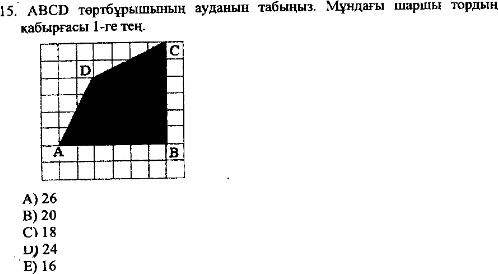 15. ABCD төртбұрышының ауданын табыңыз. Мұндағы шаршы тордың
қабырғасы 1-ге тең.
C
D
A
B
A) 26
B) 20
C) 18
D) 24
E) 16